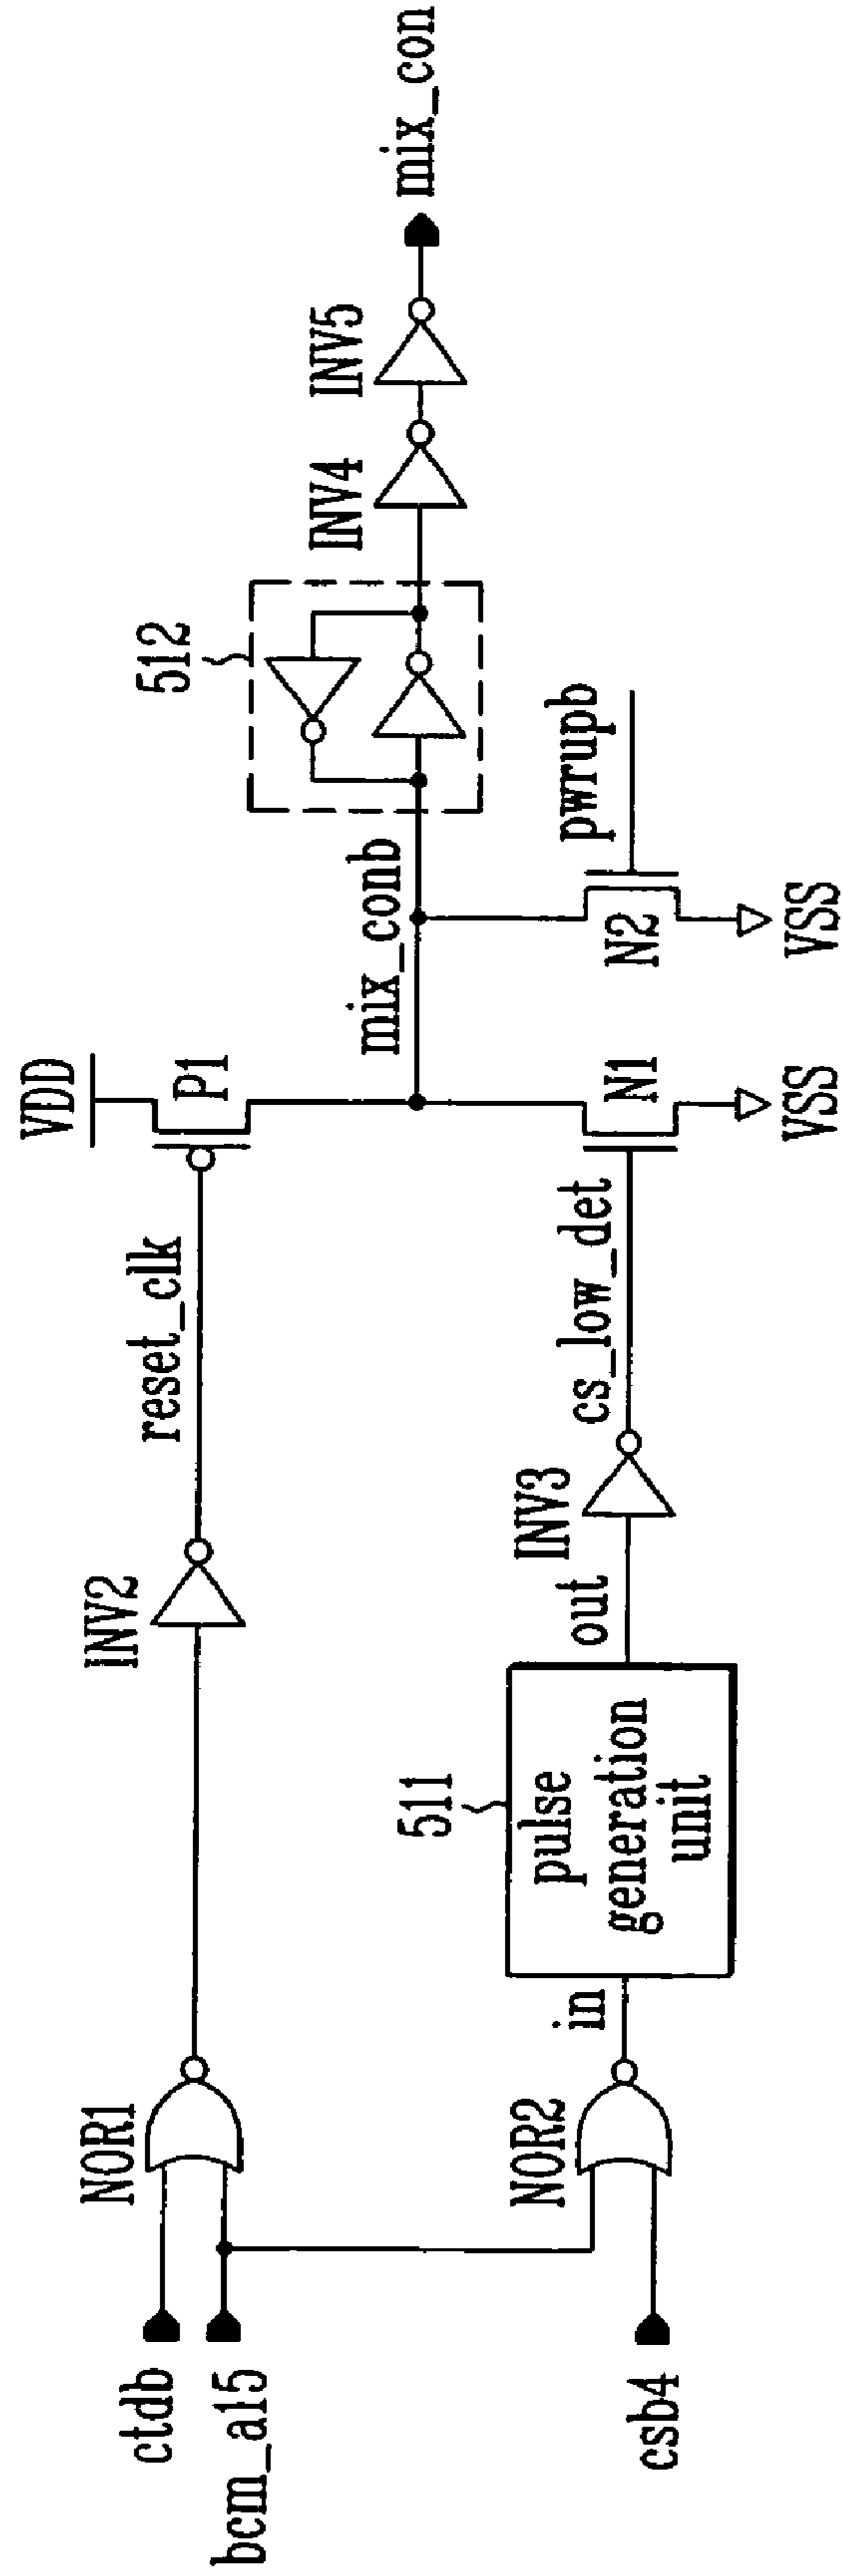 ctdb
bcm_a15
NOR1
INV2
reset_clk
VDD
P1
mix_conb
512
INV4
INV5
mix_con
csb4
NOR2
in
511
pulse
generation
unit
out
INV3
cs_low_det
N1
VSS
N2
VSS
pwrupb